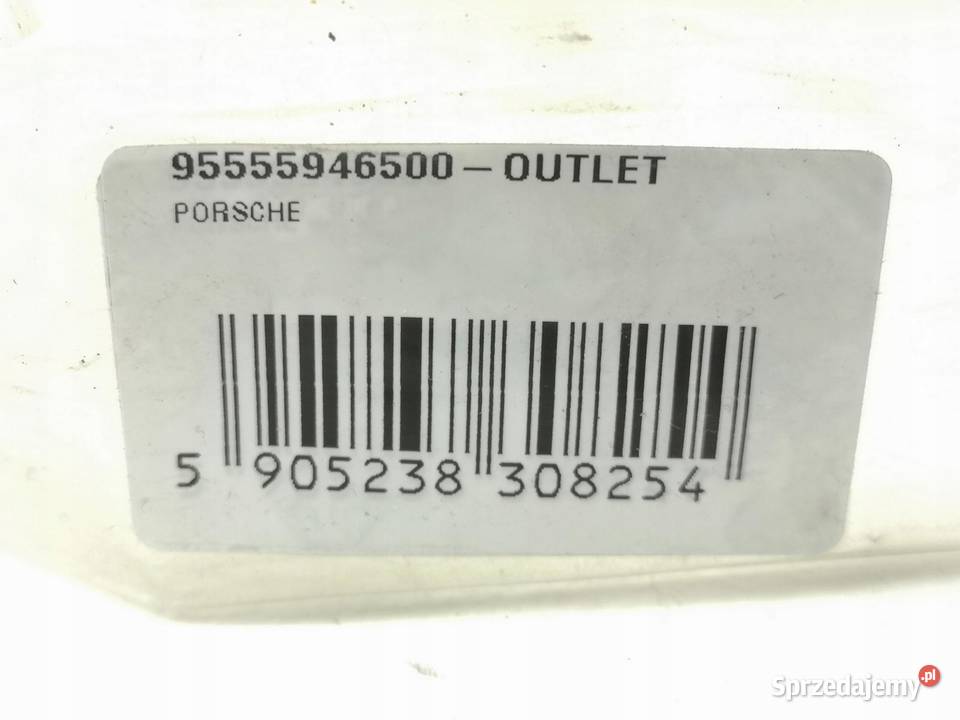 95555946500 – OUTLET
PORSCHE
5 905238 308254
Sprzedajemy.pl